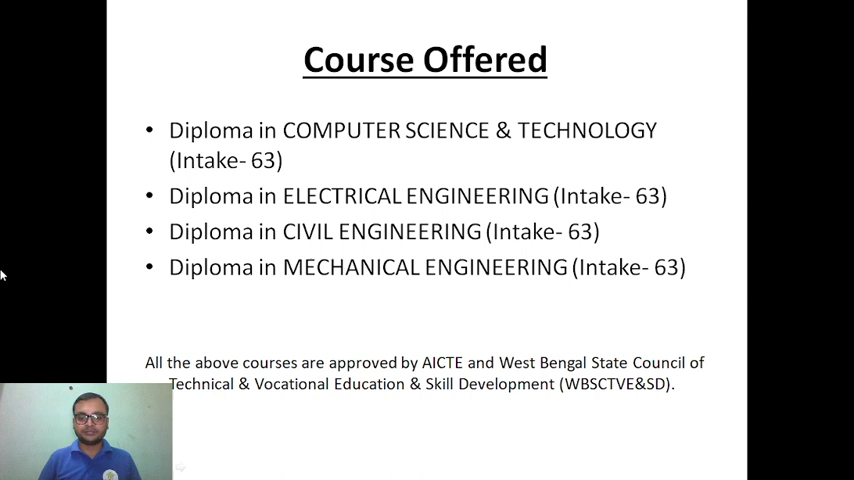 Course Offered
• Diploma in COMPUTER SCIENCE & TECHNOLOGY
(Intake- 63)
• Diploma in ELECTRICAL ENGINEERING (Intake- 63)
• Diploma in CIVIL ENGINEERING (Intake- 63)
• Diploma in MECHANICAL ENGINEERING (Intake- 63)
All the above courses are approved by AICTE and West Bengal State Council of
Technical & Vocational Education & Skill Development (WBSCTVE&SD).